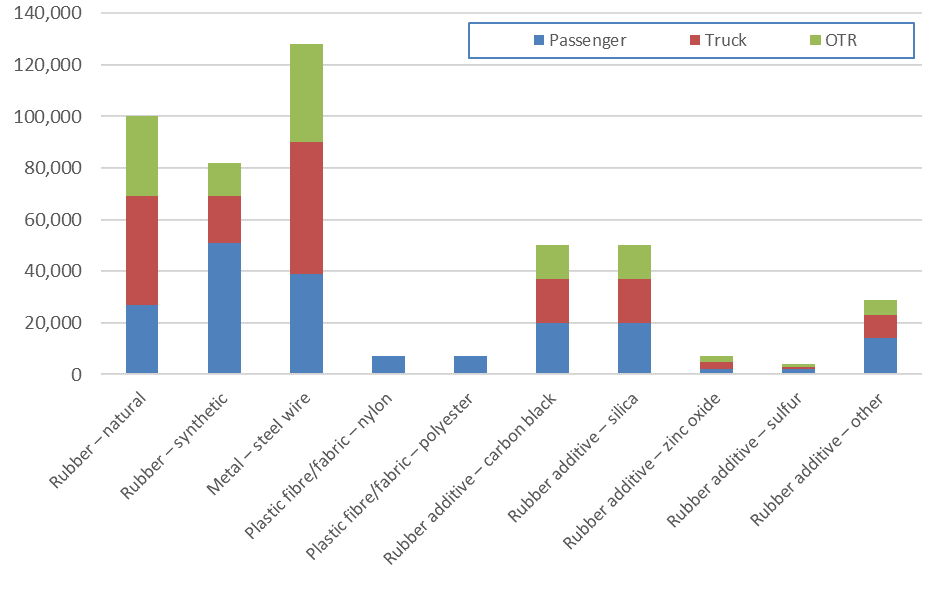 140,000
120,000
100,000
80,000
60,000
40,000
20,000
0
Passenger Truck OTR
Rubber – natural
Rubber – synthetic
Metal – steel wire
Plastic fibre/fabric – nylon
Plastic fibre/fabric – polyester
Rubber additive – carbon black
Rubber additive – silica
Rubber additive – zinc oxide
Rubber additive – sulfur
Rubber additive – other